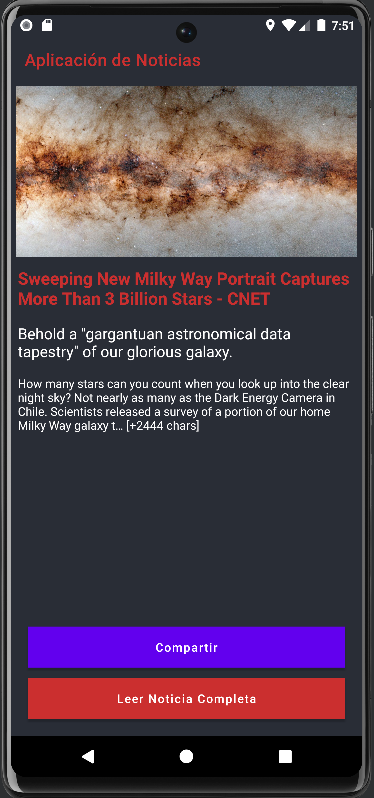 7:51
Aplicación de Noticias
Sweeping New Milky Way Portrait Captures
More Than 3 Billion Stars - CNET
Behold a "gargantuan astronomical data
tapestry" of our glorious galaxy.
How many stars can you count when you look up into the clear
night sky? Not nearly as many as the Dark Energy Camera in
Chile. Scientists released a survey of a portion of our home
Milky Way galaxy t… [+2444 chars]
Compartir
Leer Noticia Completa